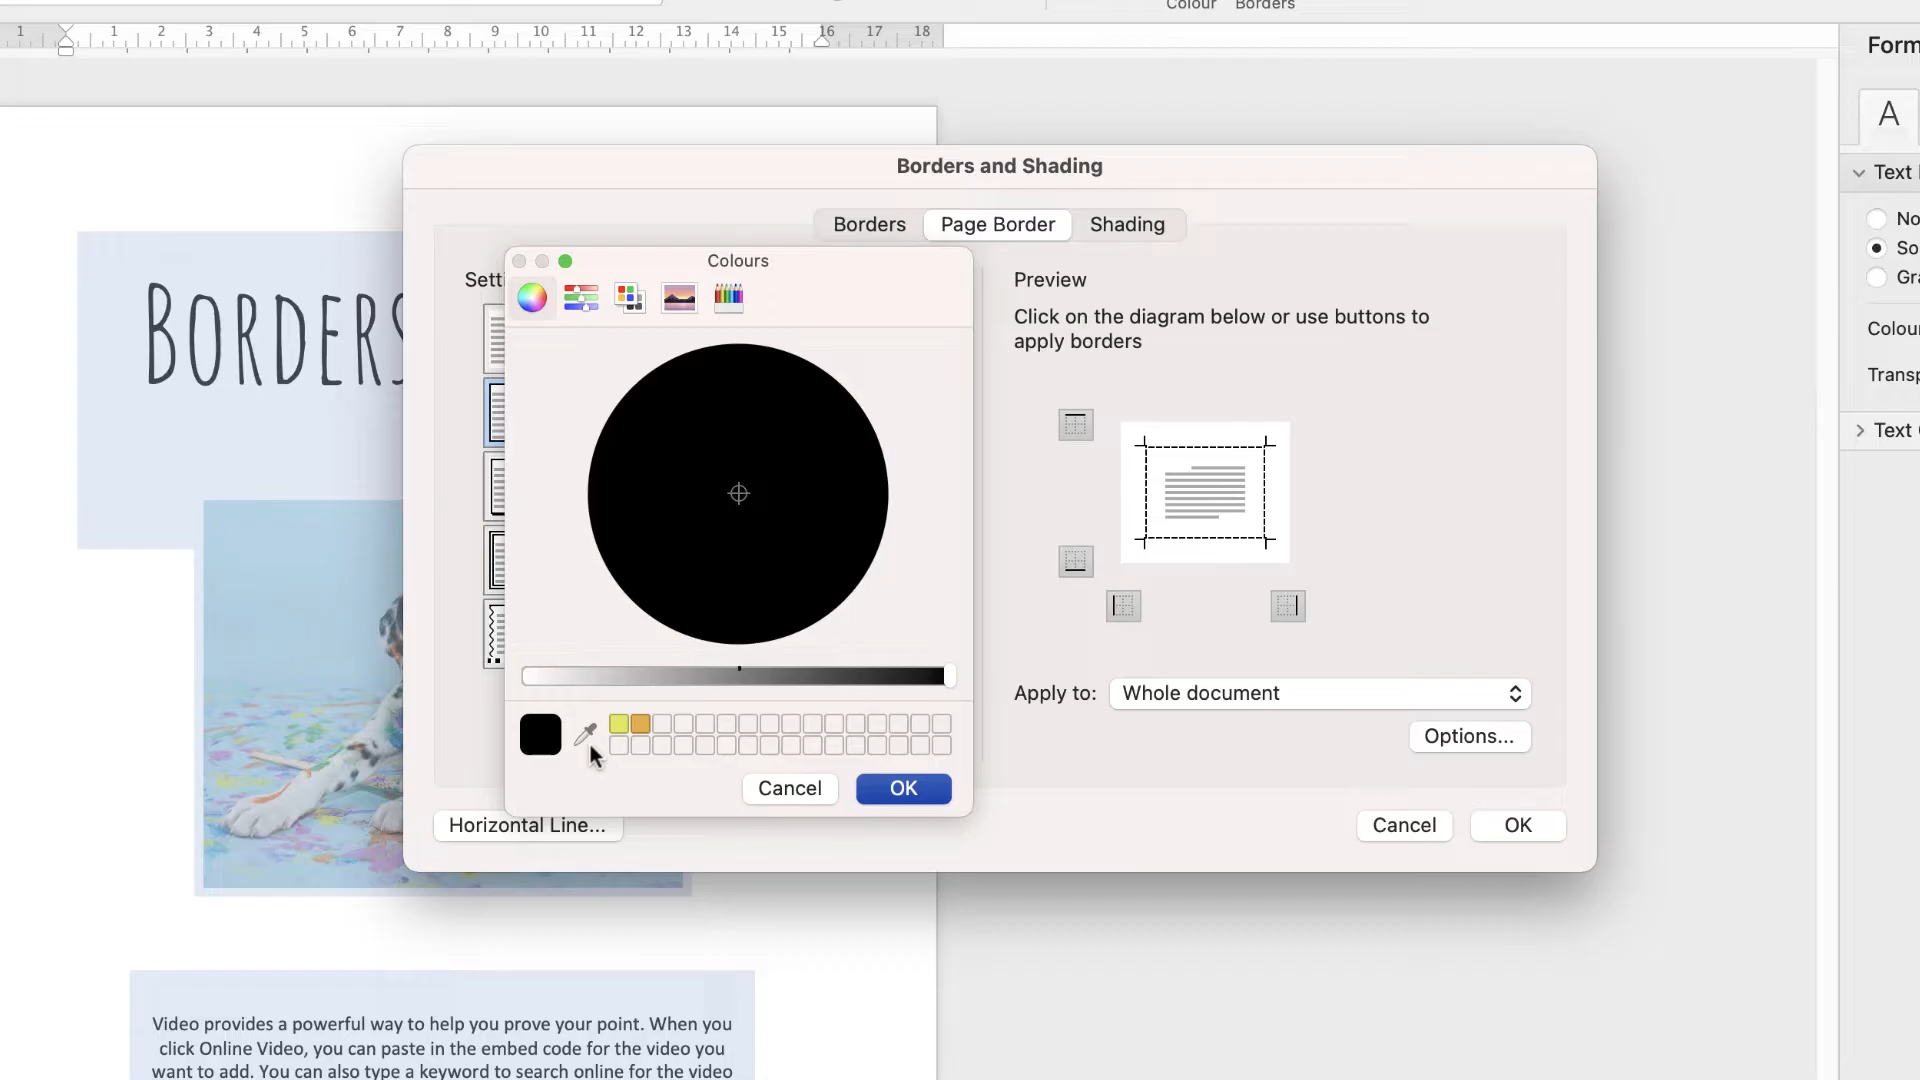 Colour Borders
1 1 2 3 4 5 6 7 8 9 10 11 12 13 14 15 16 17 18
Form
A
Borders and Shading
Borders Page Border Shading
Text
No
So
Gra
Colour
Transp
Text
Setti
Colours
Preview
Click on the diagram below or use buttons to
apply borders
BORDERS
Apply to: Whole document
Options...
Cancel OK
Horizontal Line...
Cancel OK
Video provides a powerful way to help you prove your point. When you
click Online Video, you can paste in the embed code for the video you
want to add. You can also type a keyword to search online for the video